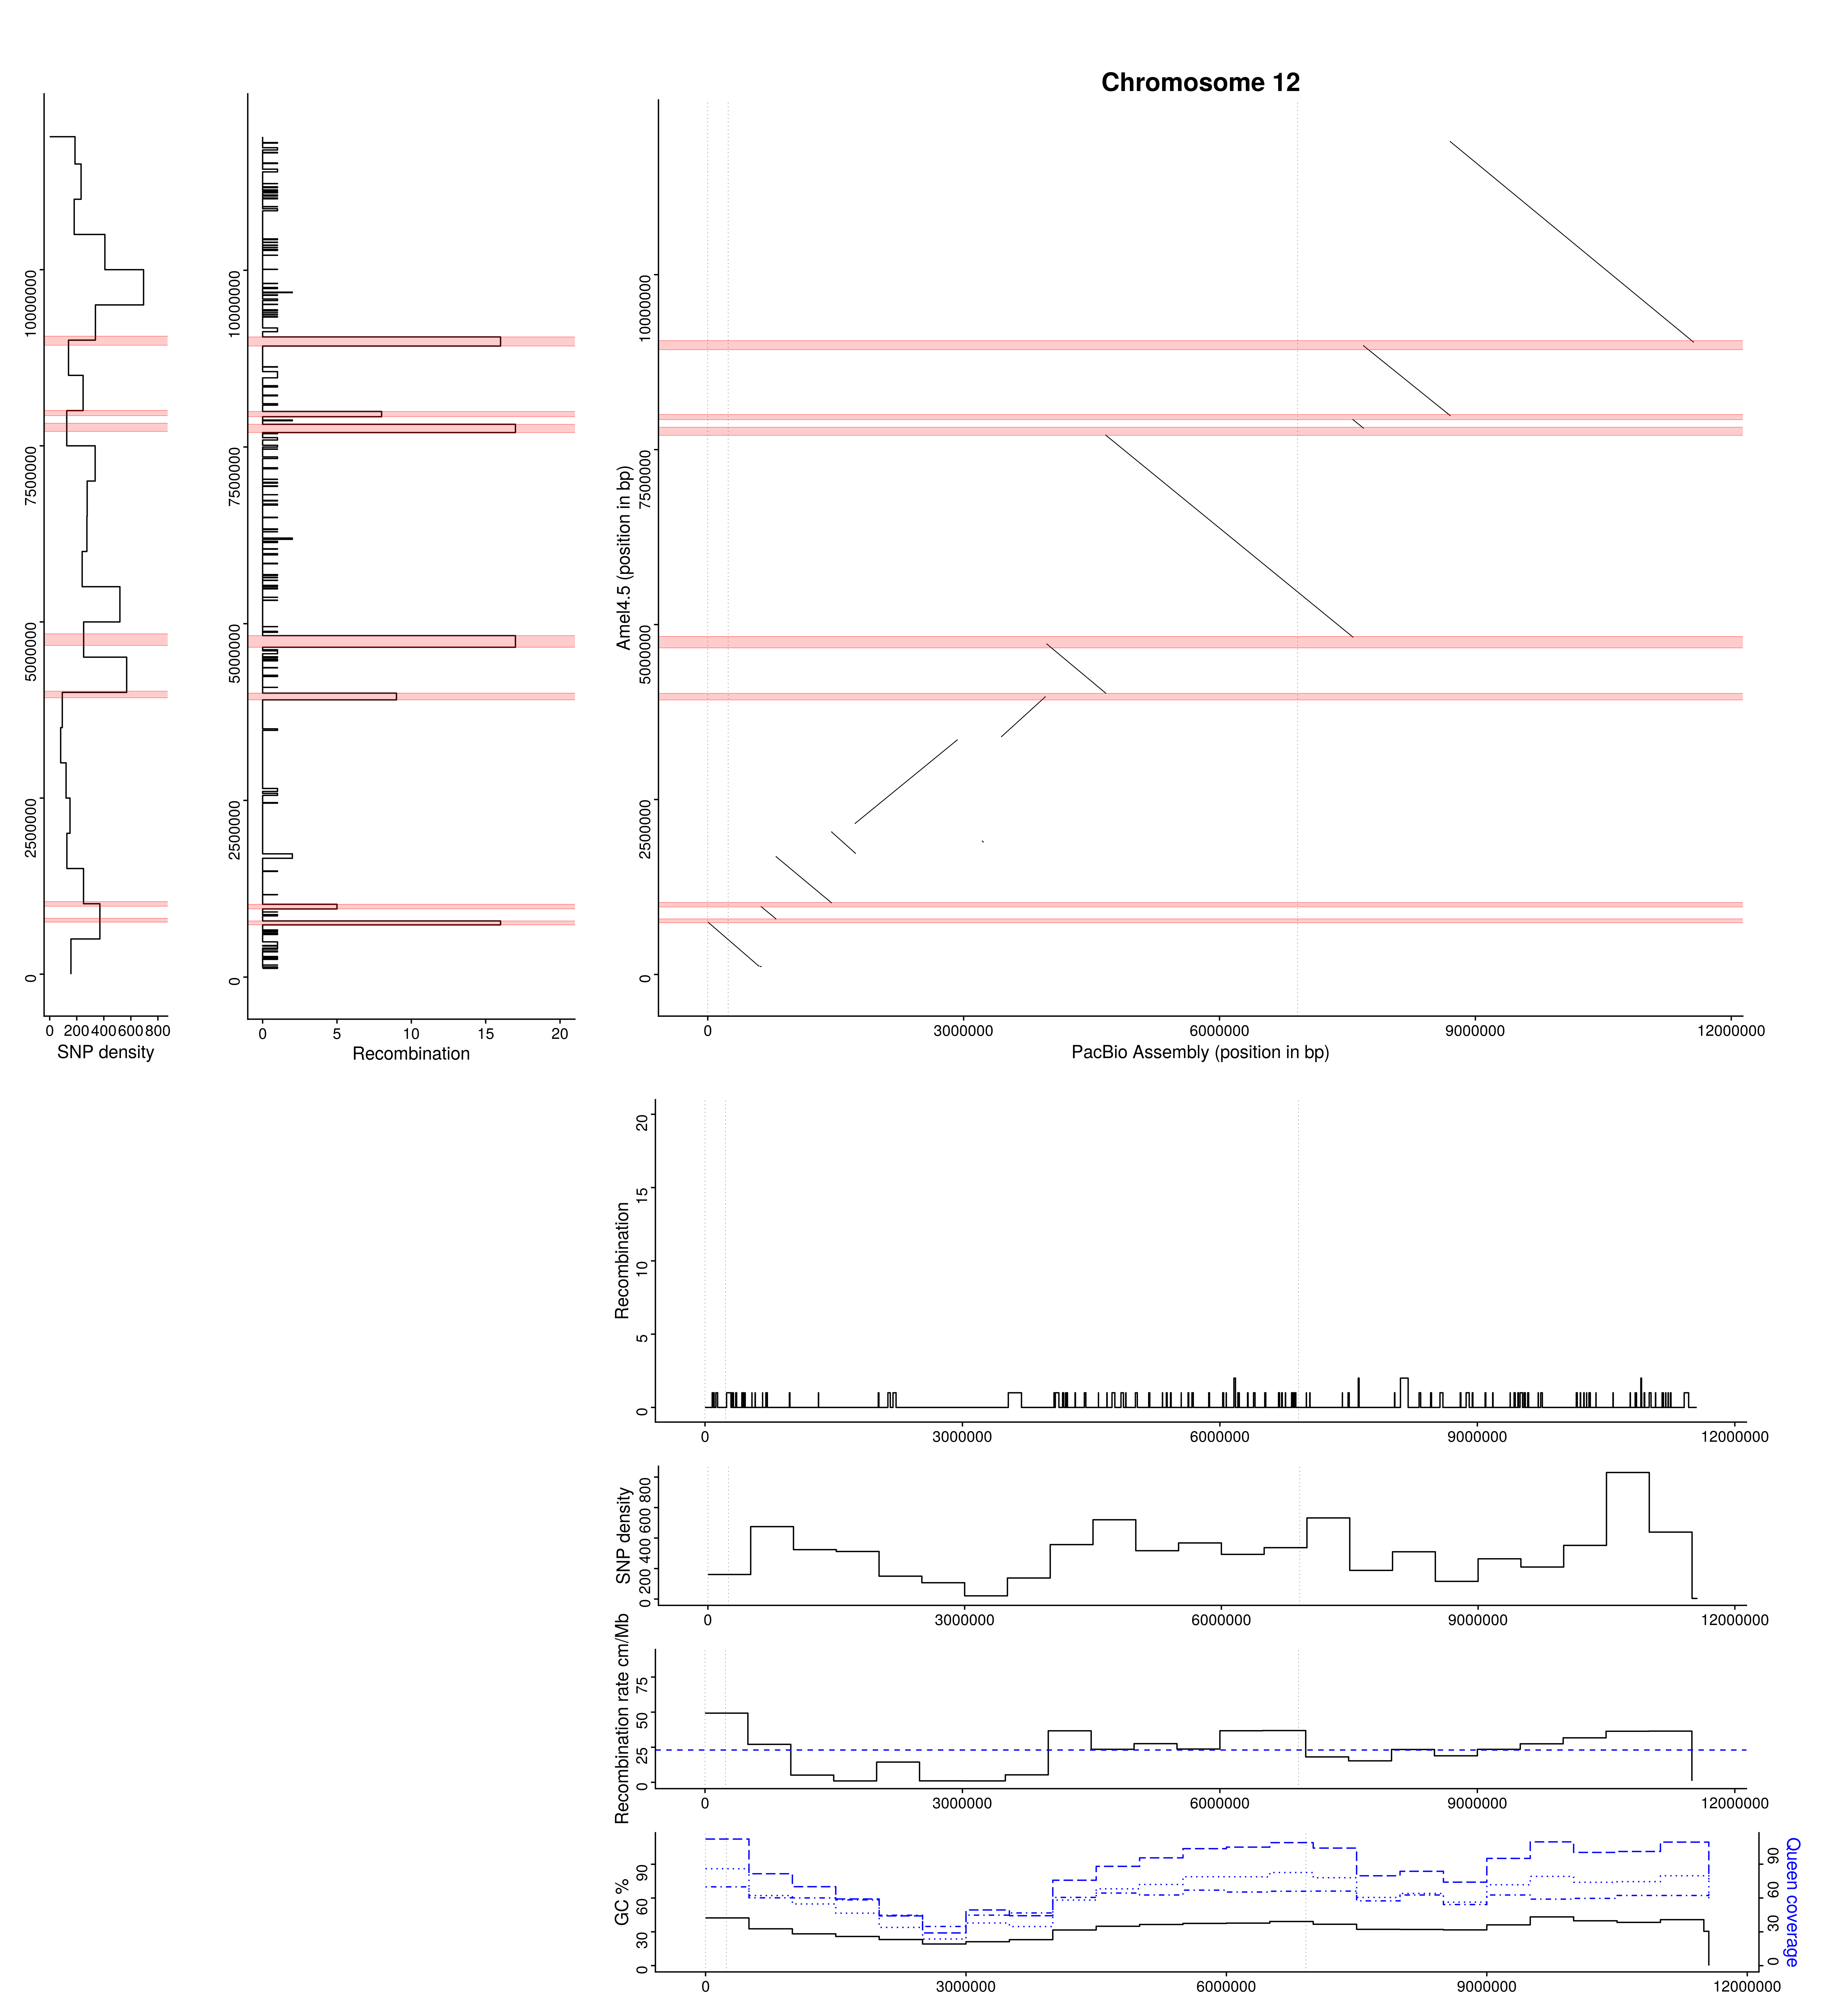 Chromosome 12
0 2500000 5000000 7500000 10000000
0 200 400 600 800
SNP density
0 2500000 5000000 7500000 10000000
0 5 10 15 20
Recombination
Amel4.5 (position in bp)
0 2500000 5000000 7500000 10000000
0 3000000 6000000 9000000 12000000
PacBio Assembly (position in bp)
Recombination
0 5 10 15 20
0 3000000 6000000 9000000 12000000
SNP density
0 200 400 600 800
0 3000000 6000000 9000000 12000000
Recombination rate cm/Mb
0 25 50 75
0 3000000 6000000 9000000 12000000
GC %
0 30 60 90
0 30 60 90
Queen coverage
0 3000000 6000000 9000000 12000000